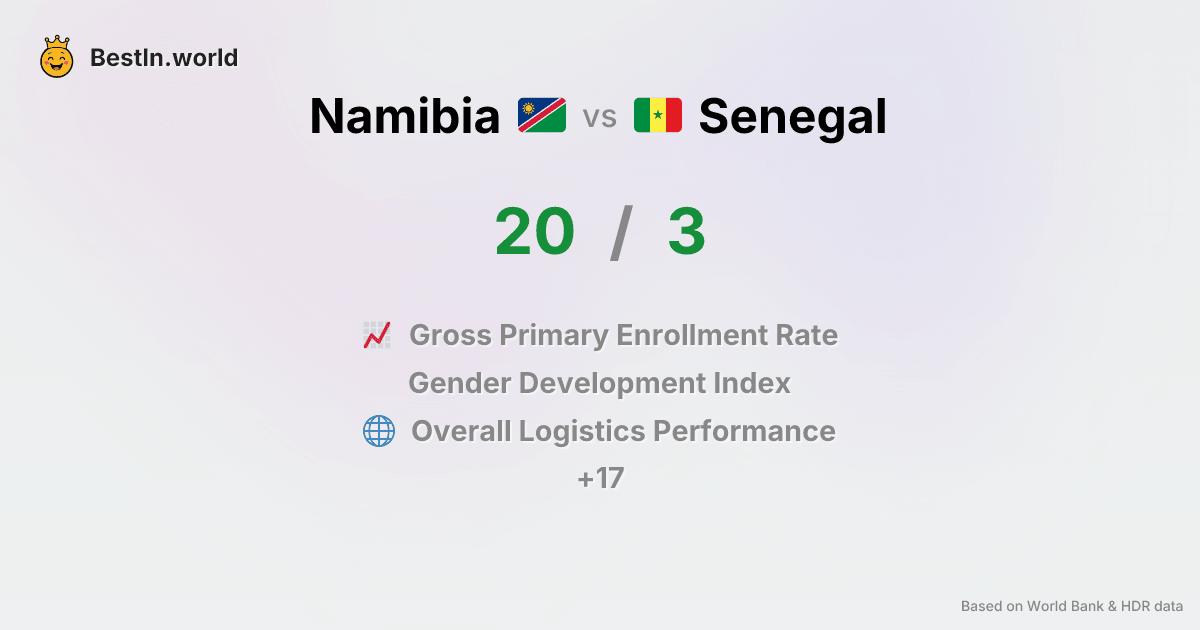 BestIn.world
Namibia vs Senegal
20 / 3
Gross Primary Enrollment Rate
Gender Development Index
Overall Logistics Performance
+17
Based on World Bank & HDR data